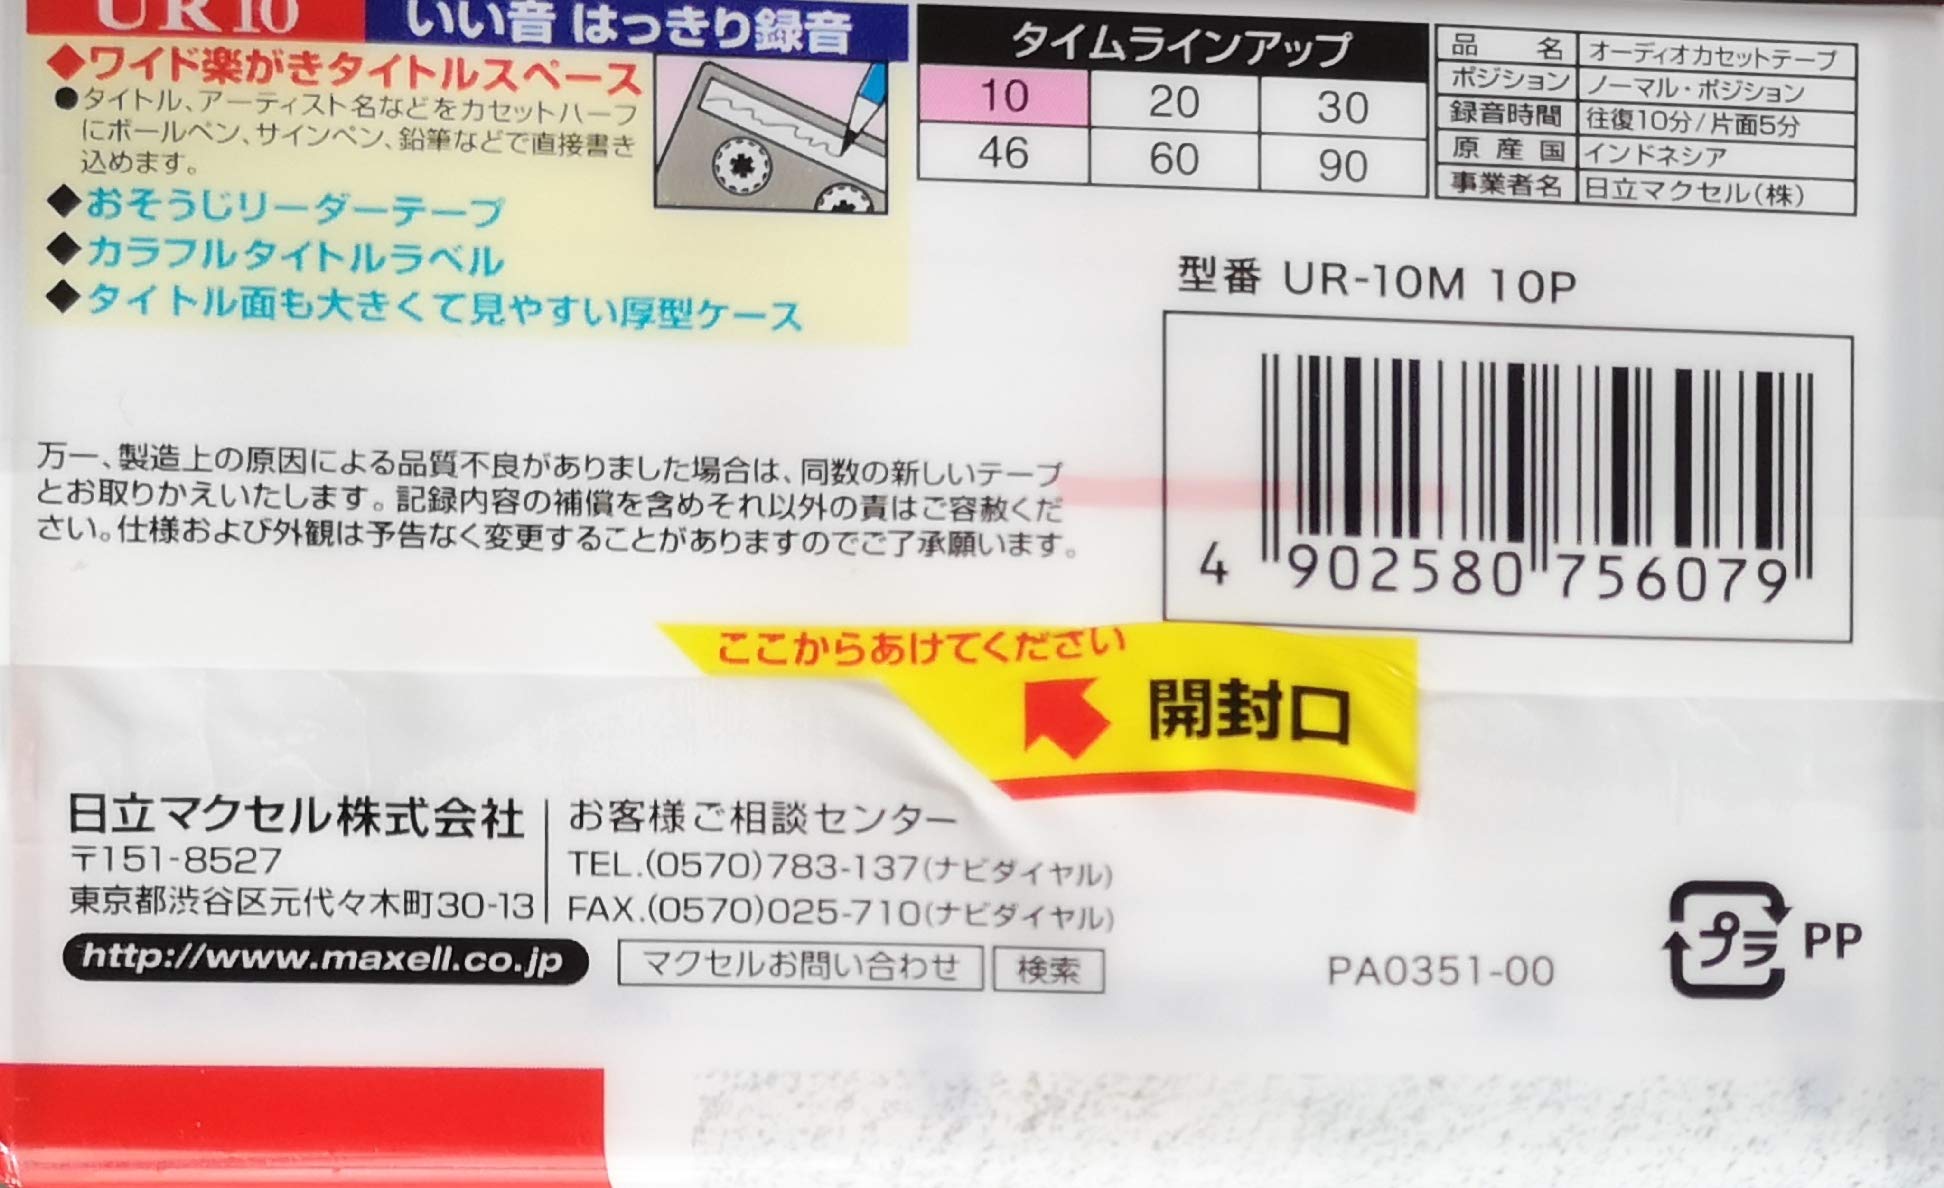 UR10
いい音 はっきり録音
◆ワイド楽がきタイトルスペース
●タイトル、アーティスト名などをカセットハーフ
にボールペン、サインペン、鉛筆などで直接書き
込めます。
◆おそうじリーダーテープ
◆カラフルタイトルラベル
◆タイトル面も大きくて見やすい厚型ケース
タイムラインアップ
10 20 30
46 60 90
品名 オーディオカセットテープ
ポジション ノーマル・ポジション
録音時間 往復10分/片面5分
原産国 インドネシア
事業者名 日立マクセル(株)
型番 UR-10M 10P
4 902580 756079
万一、製造上の原因による品質不良がありました場合は、同数の新しいテープ
とお取りかえいたします。記録内容の補償を含めそれ以外の責はご容赦くだ
さい。仕様および外観は予告なく変更することがありますのでご了承願います。
ここからあけてください
開封口
日立マクセル株式会社
〒151-8527
東京都渋谷区元代々木町30-13
http://www.maxell.co.jp
お客様ご相談センター
TEL.(0570)783-137(ナビダイヤル)
FAX.(0570)025-710(ナビダイヤル)
マクセルお問い合わせ 検索
PA0351-00
プラ PP